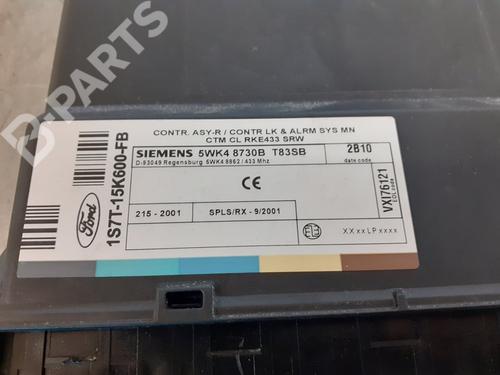 B-PARTS
CONTR. ASY-R / CONTR LK & ALRM SYS MN
CTM CL RKE433 SRW
SIEMENS 5WK4 8730B T83SB
D-93049 Regensburg 5WK4 8862 / 433 Mhz
2B10
date code
CE
215 - 2001
SPLS/RX - 9/2001
XXxxLPxxxx
Ford
1S7T-15K600-FB
VXI76121
EOL code